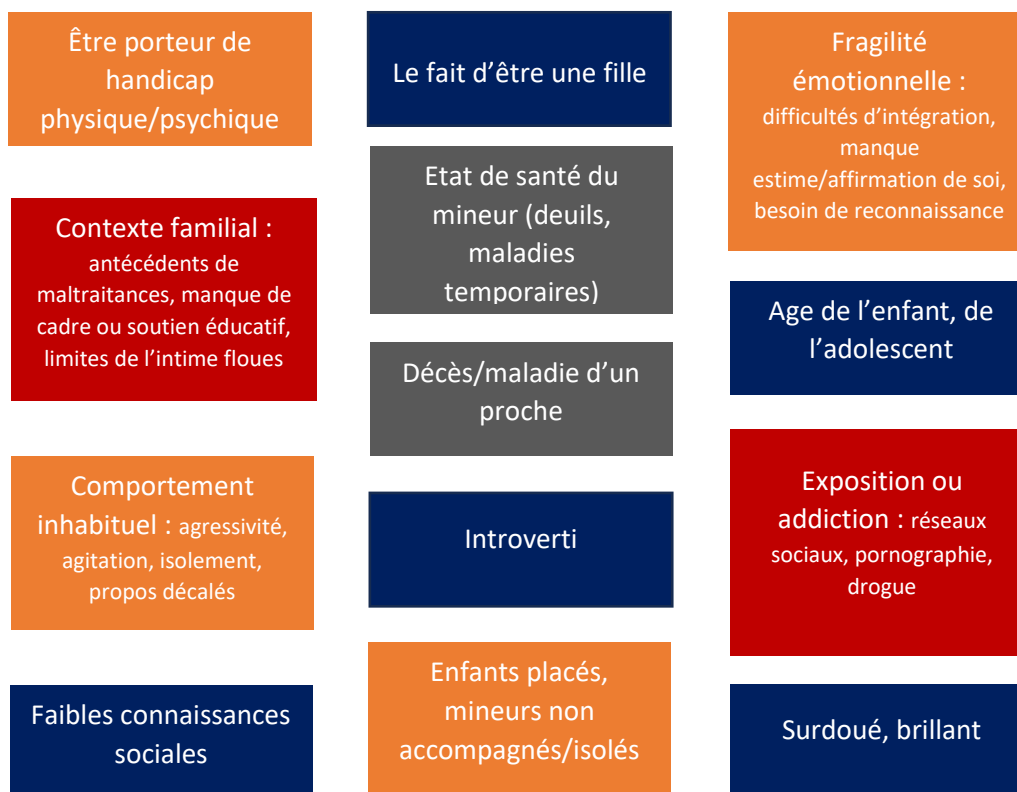 Être porteur de
handicap
physique/psychique
Contexte familial :
antécédents de
maltraitances, manque de
cadre ou soutien éducatif,
limites de l'intime floues
Comportement
inhabituel : agressivité,
agitation, isolement,
propos décalés
Faibles connaissances
sociales
Le fait d'être une fille
Etat de santé du
mineur (deuils,
maladies
temporaires)
Décès/maladie d'un
proche
Introverti
Enfants placés,
mineurs non
accompagnés/isolés
Fragilité
émotionnelle :
difficultés d'intégration,
manque
estime/affirmation de soi,
besoin de reconnaissance
Age de l'enfant, de
l'adolescent
Exposition ou
addiction : réseaux
sociaux, pornographie,
drogue
Surdoué, brillant